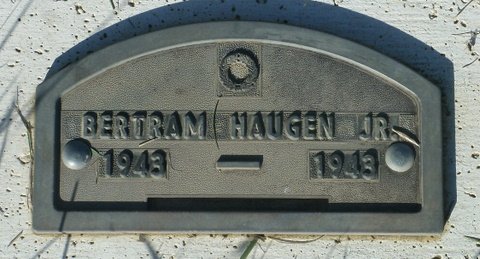 BERTRAM HAUGEN JR.
1943 — 1943